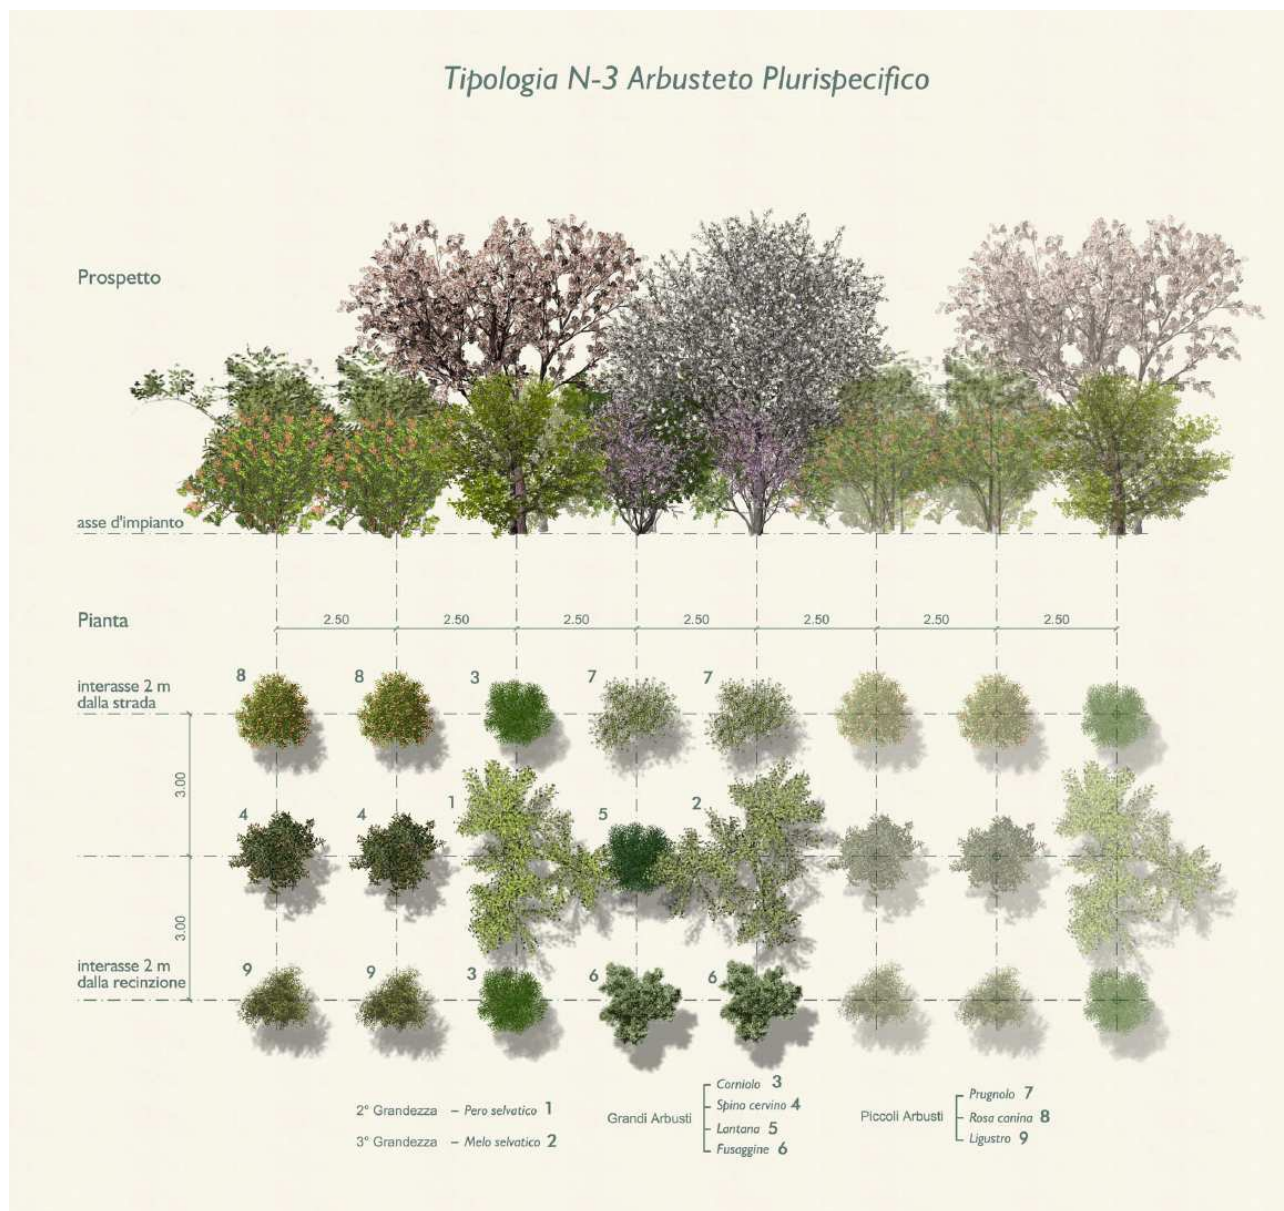 Tipologia N-3 Arbusteto Plurispecifico
Prospetto
asse d'impianto
Pianta
2.50 2.50 2.50 2.50 2.50 2.50 2.50
interasse 2 m
dalla strada
8 8 3 7 7
3.00
4 4 1 5 2
3.00
interasse 2 m
dalla recinzione
9 9 3 6 6
2° Grandezza – Pero selvatico 1
3° Grandezza – Melo selvatico 2
Grandi Arbusti
Corniolo 3
Spino cervino 4
Lantana 5
Fusaggine 6
Piccoli Arbusti
Prugnolo 7
Rosa canina 8
Ligustro 9